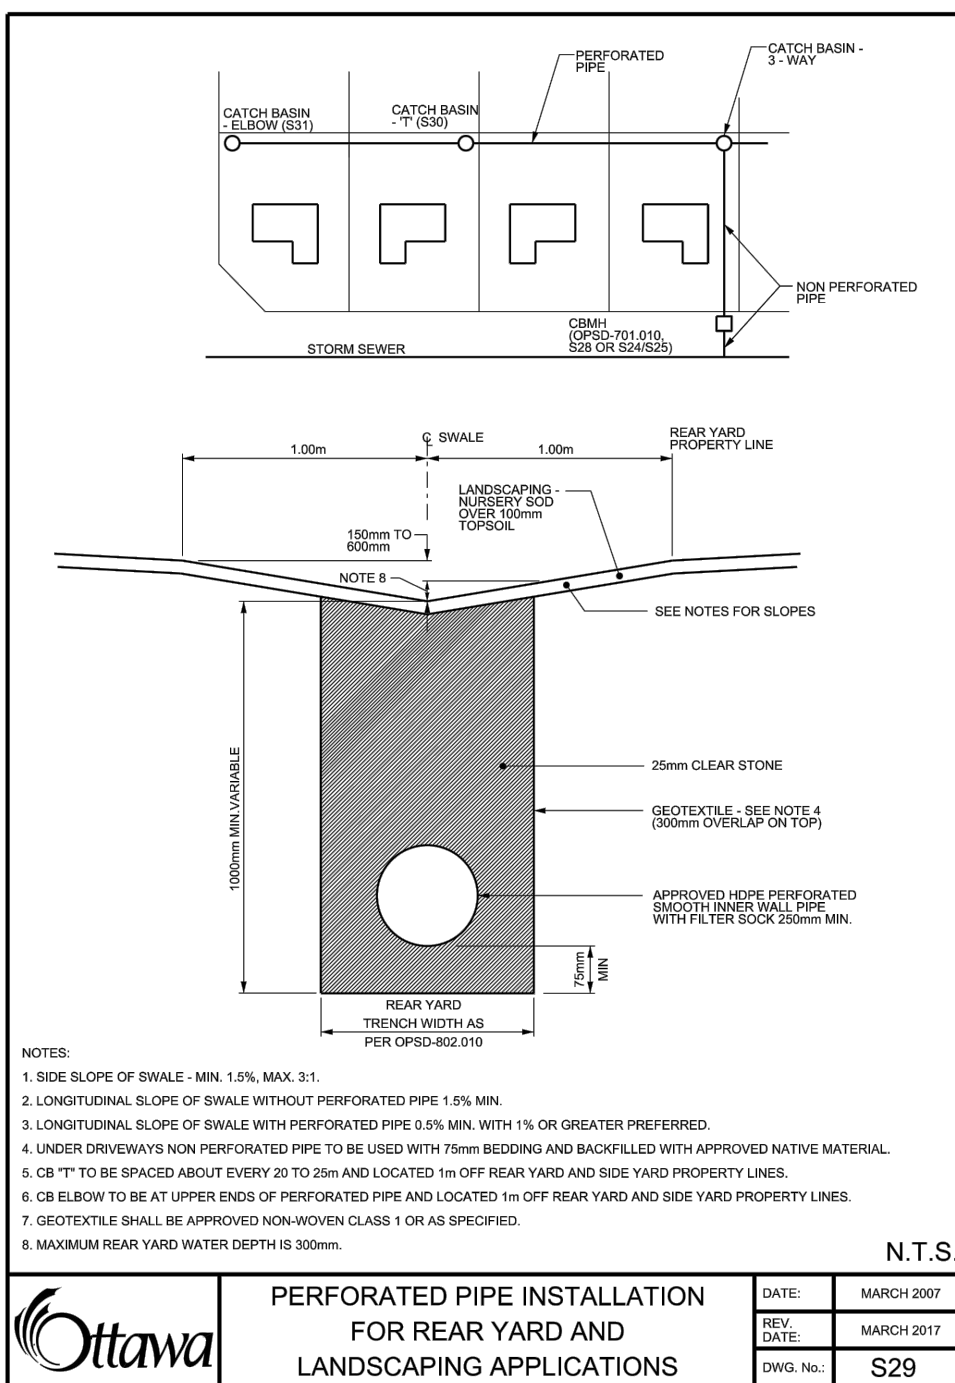 PERFORATED
PIPE
CATCH BASIN -
3 - WAY
CATCH BASIN
- ELBOW (S31)
CATCH BASIN
- 'T' (S30)
NON PERFORATED
PIPE
CBMH
(OPSD-701.010,
S28 OR S24/S25)
STORM SEWER
℄ SWALE
REAR YARD
PROPERTY LINE
1.00m
1.00m
LANDSCAPING -
NURSERY SOD
OVER 100mm
TOPSOIL
150mm TO
600mm
NOTE 8
SEE NOTES FOR SLOPES
1000mm MIN.VARIABLE
25mm CLEAR STONE
GEOTEXTILE - SEE NOTE 4
(300mm OVERLAP ON TOP)
APPROVED HDPE PERFORATED
SMOOTH INNER WALL PIPE
WITH FILTER SOCK 250mm MIN.
75mm
MIN
REAR YARD
TRENCH WIDTH AS
PER OPSD-802.010
NOTES:
1. SIDE SLOPE OF SWALE - MIN. 1.5%, MAX. 3:1.
2. LONGITUDINAL SLOPE OF SWALE WITHOUT PERFORATED PIPE 1.5% MIN.
3. LONGITUDINAL SLOPE OF SWALE WITH PERFORATED PIPE 0.5% MIN. WITH 1% OR GREATER PREFERRED.
4. UNDER DRIVEWAYS NON PERFORATED PIPE TO BE USED WITH 75mm BEDDING AND BACKFILLED WITH APPROVED NATIVE MATERIAL.
5. CB "T" TO BE SPACED ABOUT EVERY 20 TO 25m AND LOCATED 1m OFF REAR YARD AND SIDE YARD PROPERTY LINES.
6. CB ELBOW TO BE AT UPPER ENDS OF PERFORATED PIPE AND LOCATED 1m OFF REAR YARD AND SIDE YARD PROPERTY LINES.
7. GEOTEXTILE SHALL BE APPROVED NON-WOVEN CLASS 1 OR AS SPECIFIED.
8. MAXIMUM REAR YARD WATER DEPTH IS 300mm.
N.T.S.
Ottawa
PERFORATED PIPE INSTALLATION
FOR REAR YARD AND
LANDSCAPING APPLICATIONS
DATE:
MARCH 2007
REV.
DATE:
MARCH 2017
DWG. No.:
S29